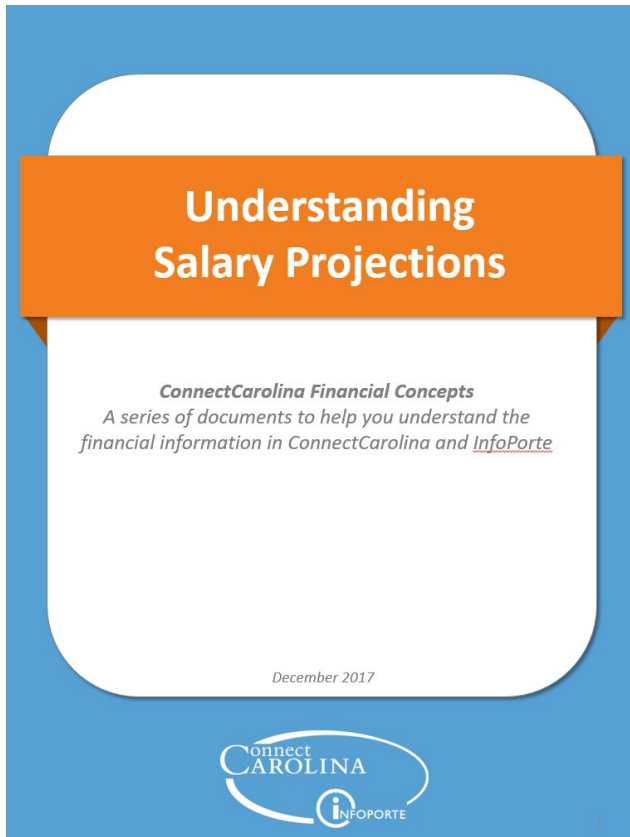 Understanding
Salary Projections
ConnectCarolina Financial Concepts
A series of documents to help you understand the
financial information in ConnectCarolina and InfoPorte
December 2017
Connect
CAROLINA
INFOPORTE